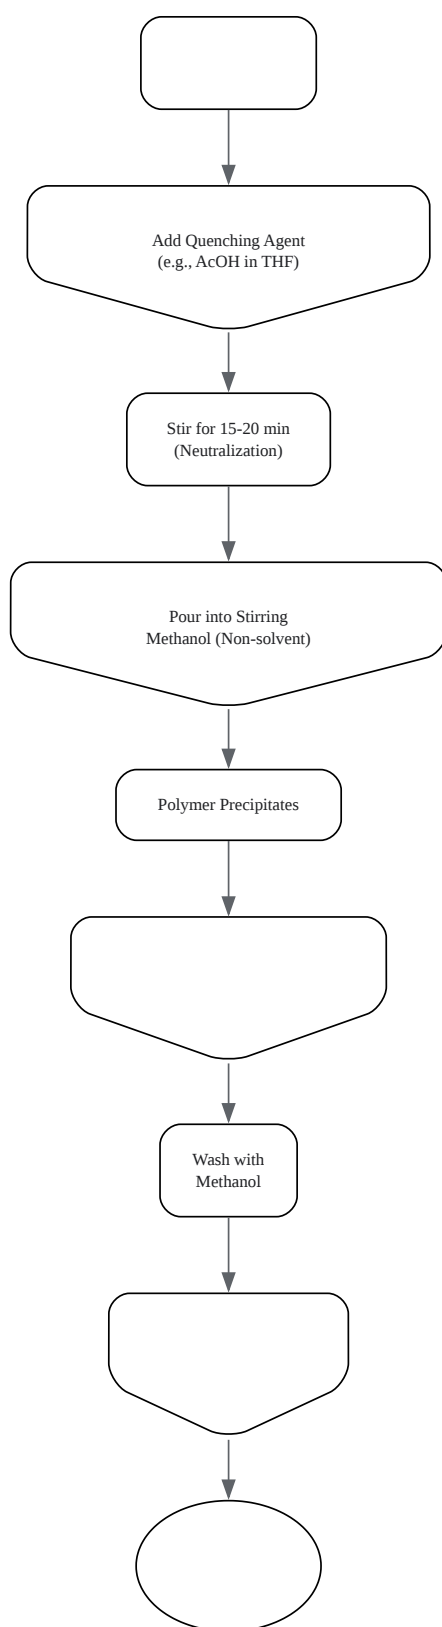 Add Quenching Agent
(e.g., AcOH in THF)
Stir for 15-20 min
(Neutralization)
Pour into Stirring
Methanol (Non-solvent)
Polymer Precipitates
Wash with
Methanol